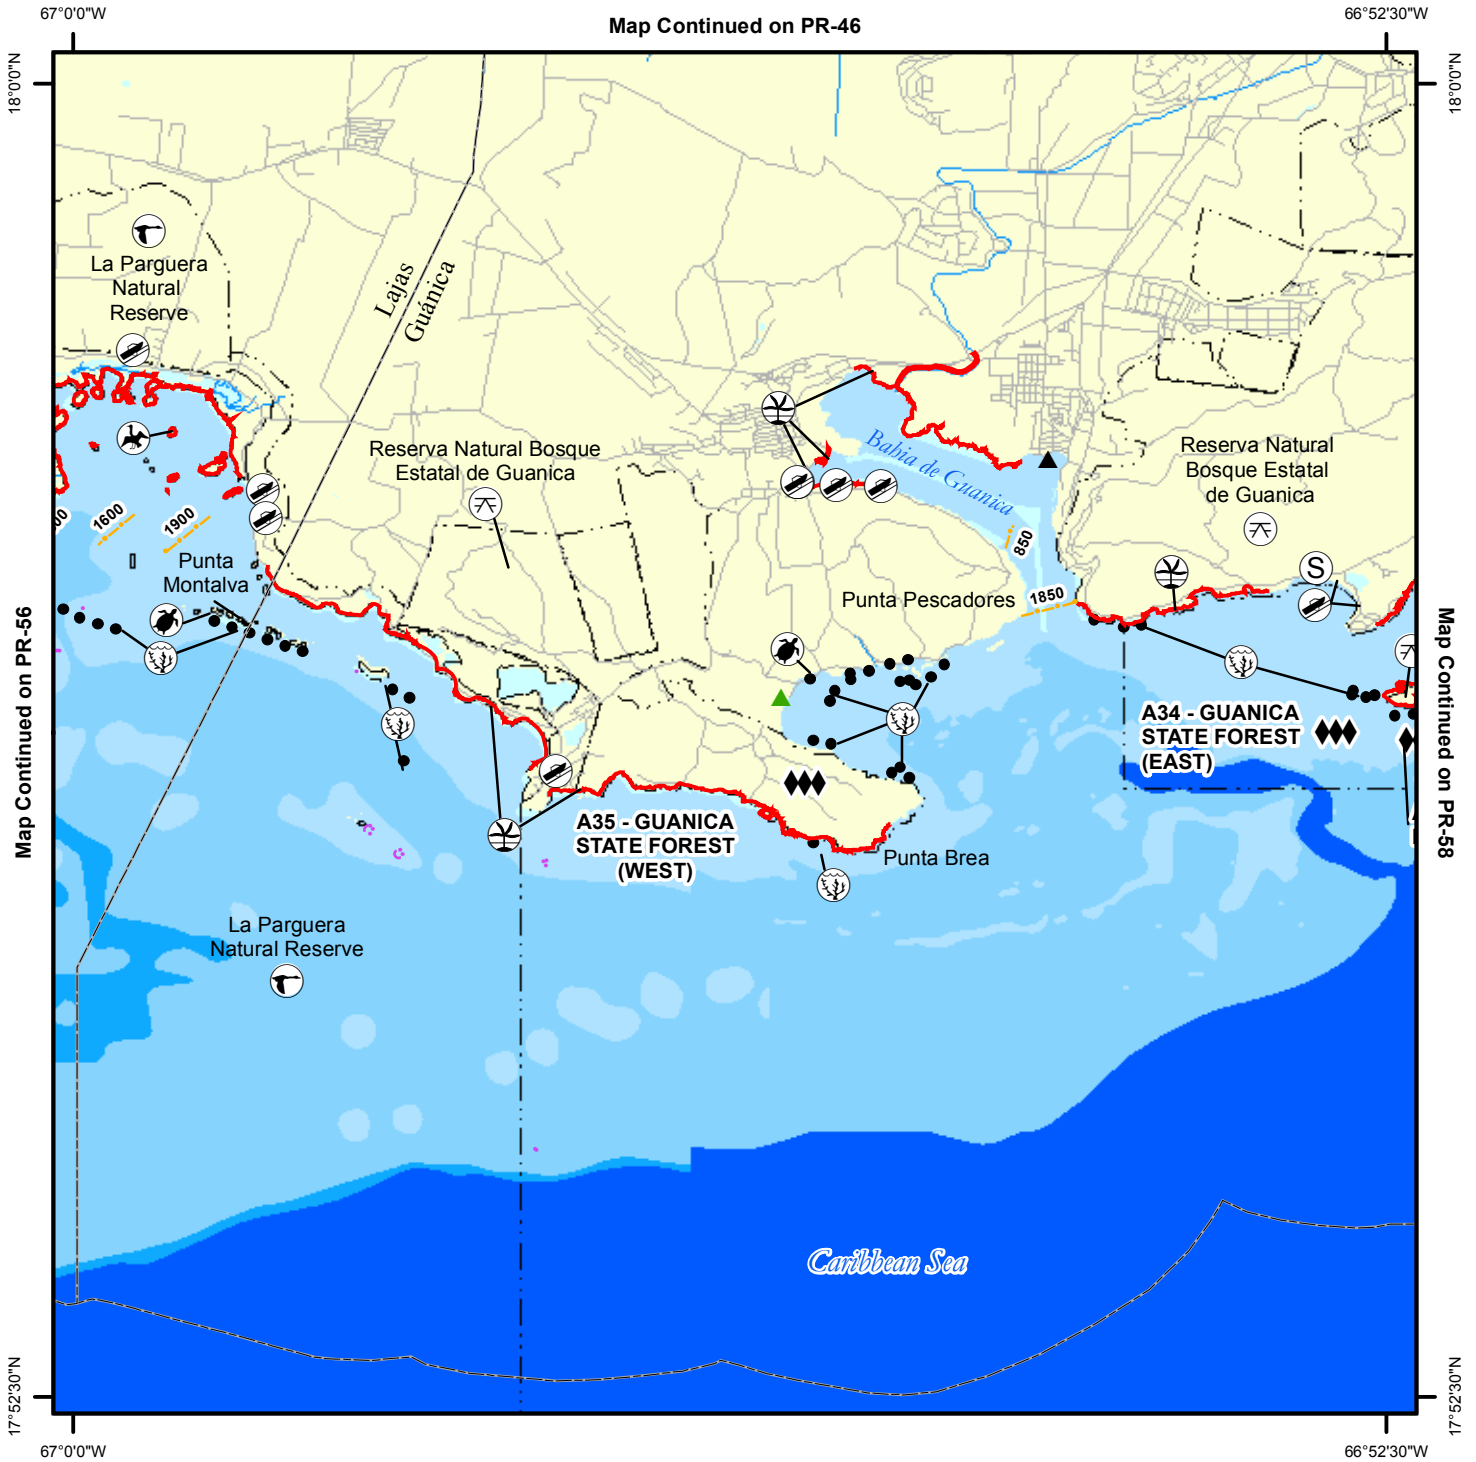 67°0'0"W
66°52'30"W
Map Continued on PR-46
18°0'0"N
18°0'0"N
La Parguera
Natural
Reserve
Lajas
Guánica
Reserva Natural Bosque
Estatal de Guanica
Bahia de Guanica
Reserva Natural
Bosque Estatal
de Guanica
00
1600
1900
850
1850
Punta
Montalva
Punta Pescadores
S
Map Continued on PR-56
Map Continued on PR-58
A34 - GUANICA
STATE FOREST
(EAST)
A35 - GUANICA
STATE FOREST
(WEST)
Punta Brea
La Parguera
Natural Reserve
Caribbean Sea
17°52'30"N
17°52'30"N
67°0'0"W
66°52'30"W